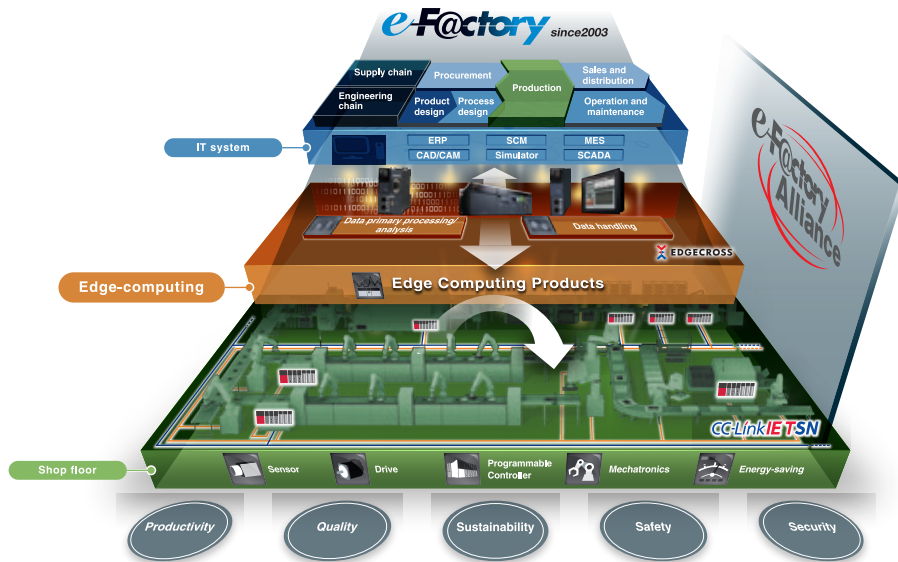 e-F@ctory since2003
Supply chain
Procurement
Production
Sales and
distribution
Engineering
chain
Product
design
Process
design
Operation and
maintenance
IT system
ERP
SCM
MES
CAD/CAM
Simulator
SCADA
e-F@ctory
Alliance
Data primary processing/
analysis
Data handling
EDGECROSS
Edge-computing
Edge Computing Products
CC-Link IE TSN
Shop floor
Sensor
Drive
Programmable
Controller
Mechatronics
Energy-saving
Productivity
Quality
Sustainability
Safety
Security